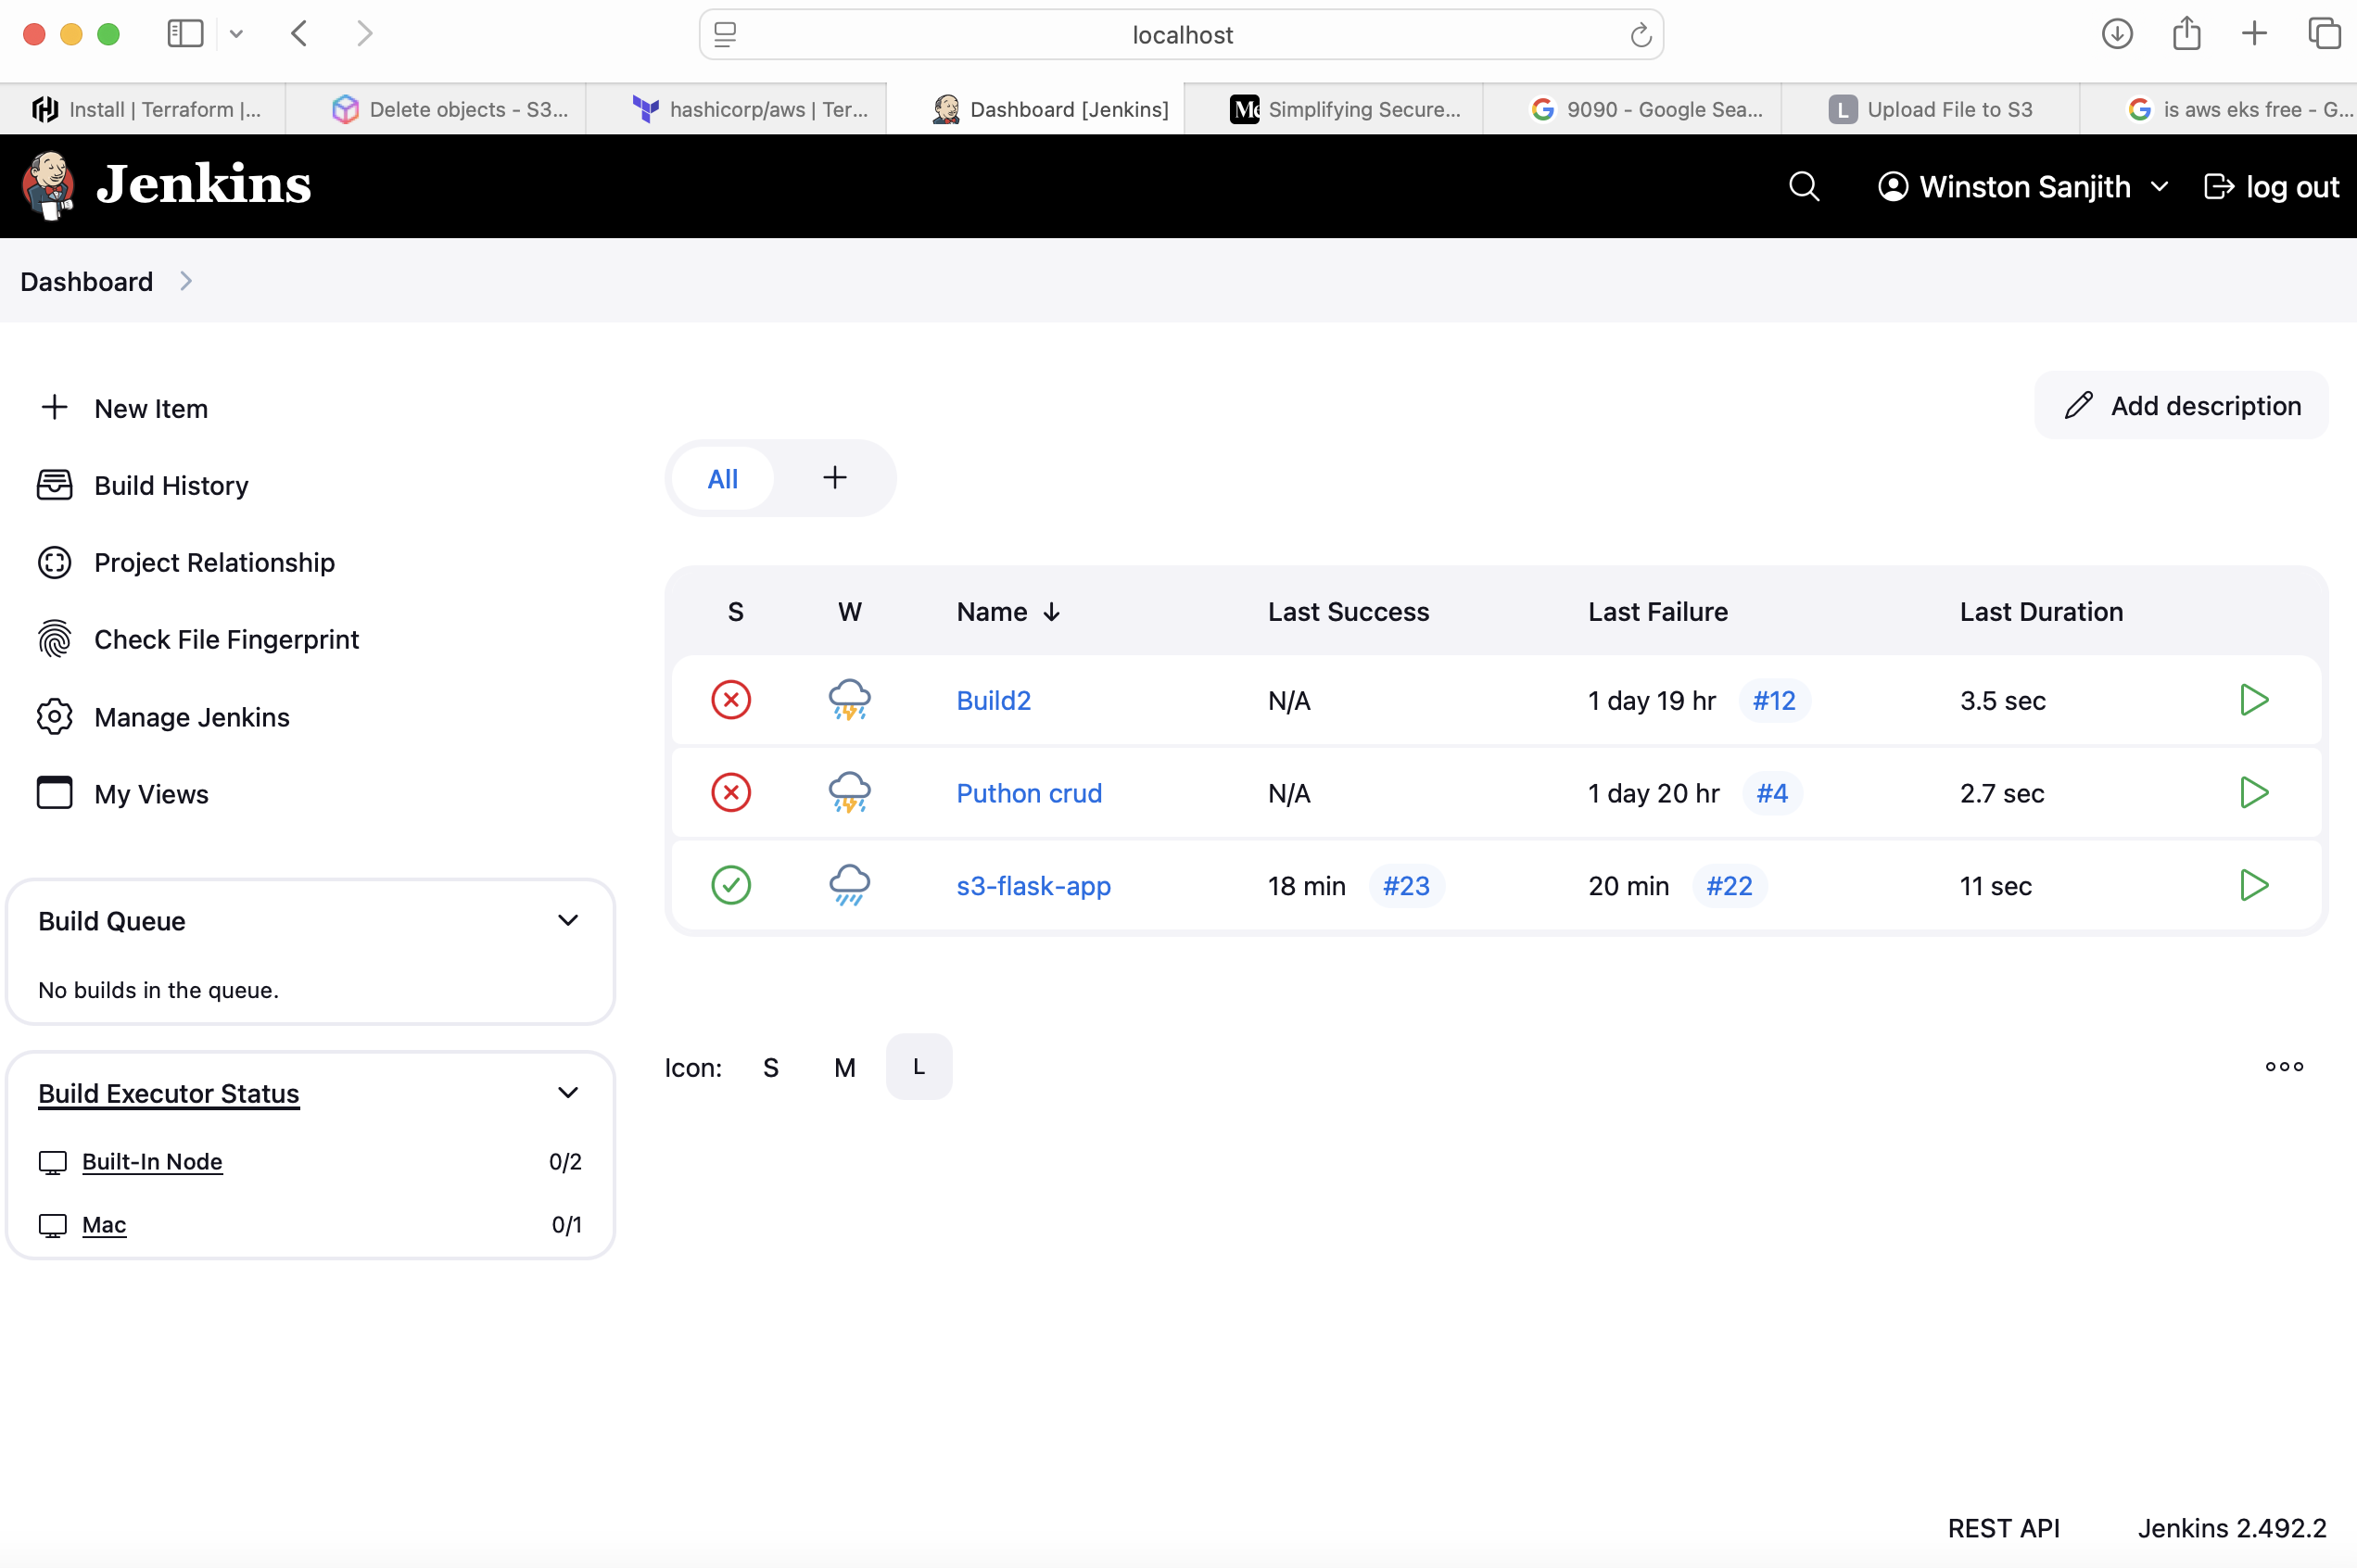 localhost
Install | Terraform |...
Delete objects - S3...
hashicorp/aws | Ter...
Dashboard [Jenkins]
Simplifying Secure...
9090 - Google Sea...
L Upload File to S3
is aws eks free - G...
Jenkins
Winston Sanjith
log out
Dashboard
New Item
Build History
Project Relationship
Check File Fingerprint
Manage Jenkins
My Views
Build Queue
No builds in the queue.
Build Executor Status
Built-In Node 0/2
Mac 0/1
Add description
All
S W Name Last Success Last Failure Last Duration
Build2 N/A 1 day 19 hr #12 3.5 sec
Puthon crud N/A 1 day 20 hr #4 2.7 sec
s3-flask-app 18 min #23 20 min #22 11 sec
Icon: S M L
REST API Jenkins 2.492.2